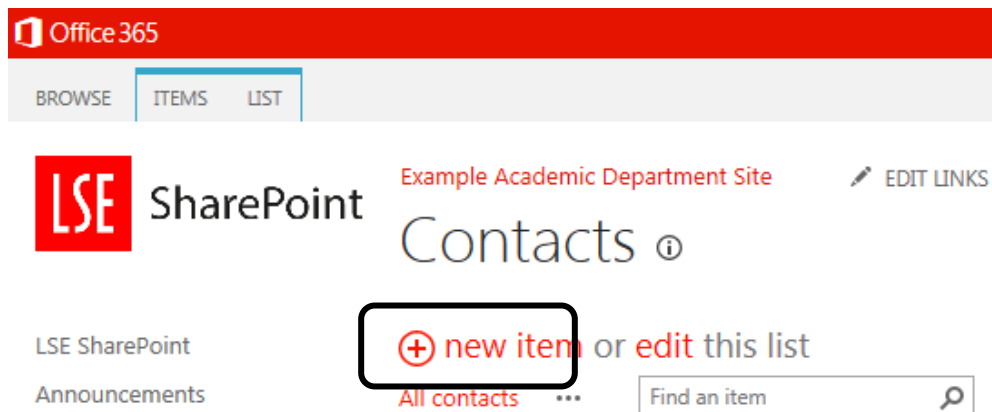 Office 365
BROWSE ITEMS LIST
LSE SharePoint
Example Academic Department Site
EDIT LINKS
Contacts
LSE SharePoint
Announcements
new item or edit this list
All contacts ... Find an item